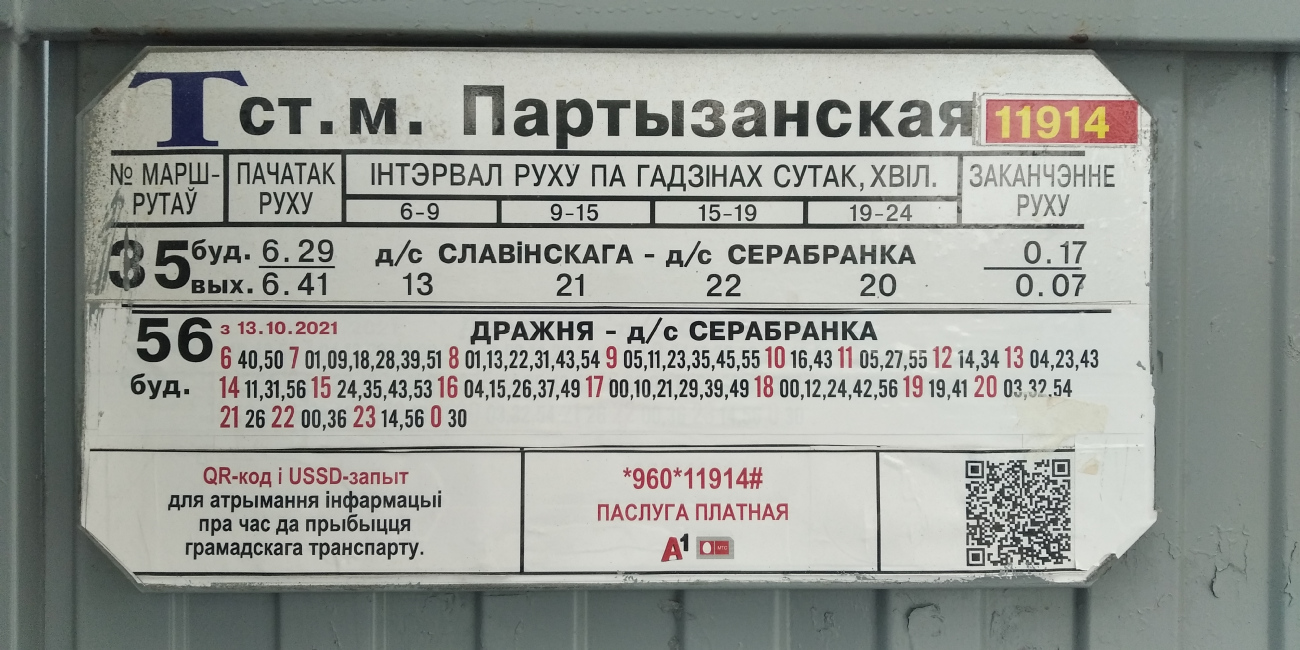 Т ст.м. Партызанская 11914
№ МАРШ-РУТАЎ ПАЧАТАК РУХУ ІНТЭРВАЛ РУХУ ПА ГАДЗІНАХ СУТАК, ХВІЛ. ЗАКАНЧЭННЕ РУХУ
6-9 9-15 15-19 19-24
35 буд. 6.29 д/с СЛАВіНСКАГА - д/с СЕРАБРАНКА 0.17
вых. 6.41 13 21 22 20 0.07
56 з 13.10.2021 ДРАЖНЯ - д/с СЕРАБРАНКА
6 40,50 7 01,09,18,28,39,51 8 01,13,22,31,43,54 9 05,11,23,35,45,55 10 16,43 11 05,27,55 12 14,34 13 04,23,43
буд. 14 11,31,56 15 24,35,43,53 16 04,15,26,37,49 17 00,10,21,29,39,49 18 00,12,24,42,56 19 19,41 20 03,32,54
21 26 22 00,36 23 14,56 0 30
QR-код і USSD-запыт
для атрымання інфармацыі
пра час да прыбыцця
грамадскага транспарту.
*960*11914#
ПАСЛУГА ПЛАТНАЯ
A1 МТС